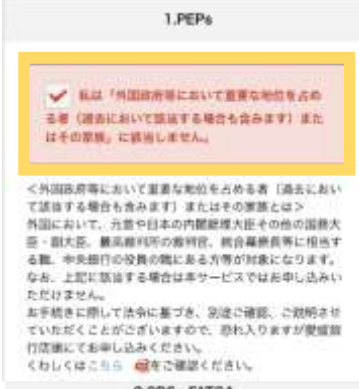 1.PEPs
私は「外国政府等において重要な地位を占め
る者（過去において該当する場合も含みます）また
はその家族」に該当しません。
＜外国政府等において重要な地位を占める者（過去におい
て該当する場合も含みます）またはその家族とは＞
外国において、元首や日本の内閣総理大臣その他の国務大
臣・副大臣、最高裁判所の裁判官、統合幕僚長等に相当す
る職、中央銀行の役員の職にある方等が対象になります。
なお、上記に該当する場合は本サービスではお申し込みい
ただけません。
お手続きに際して法令に基づき、別途ご確認、ご説明させ
ていただくことがございますので、恐れ入りますが愛媛銀
行店頭にてお申し込みください。
くわしくはこちら をご確認ください。
2.CRS・FATCA